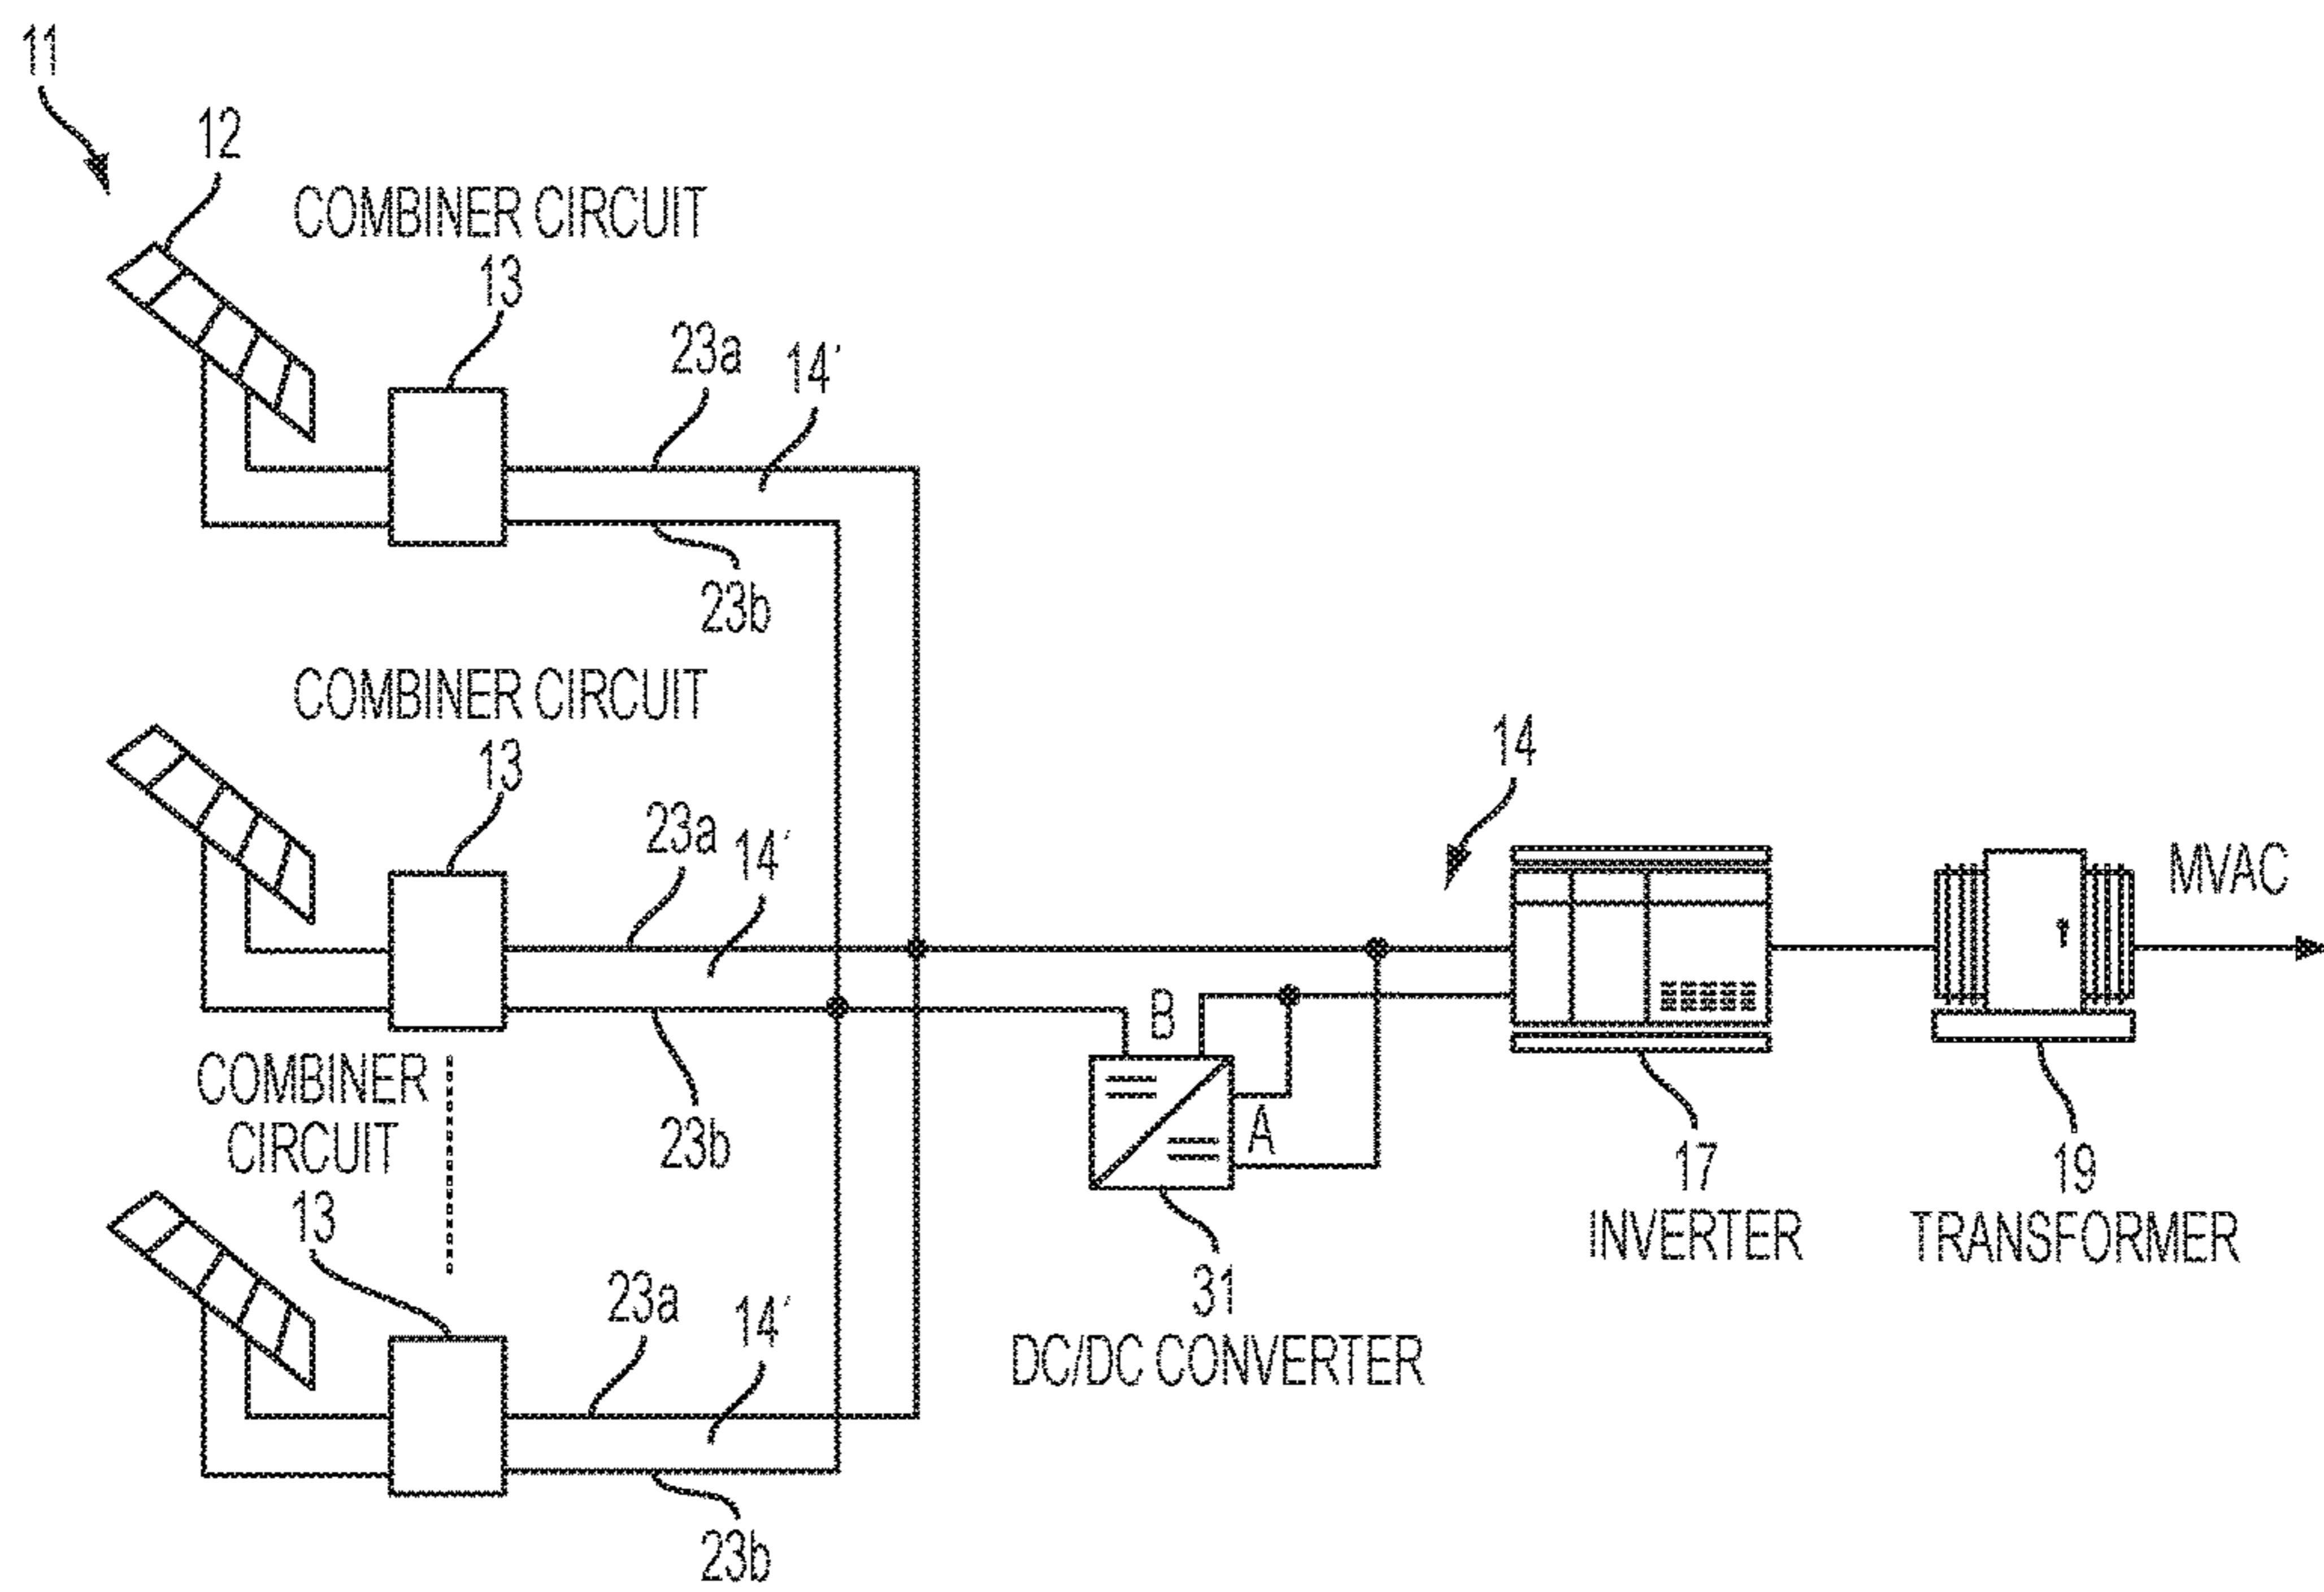 11
12
COMBINER CIRCUIT
13
23a
14'
23b
COMBINER CIRCUIT
13
23a
14'
23b
14
MVAC
B
A
COMBINER
CIRCUIT
13
23a
14'
23b
31
DC/DC CONVERTER
17
INVERTER
19
TRANSFORMER